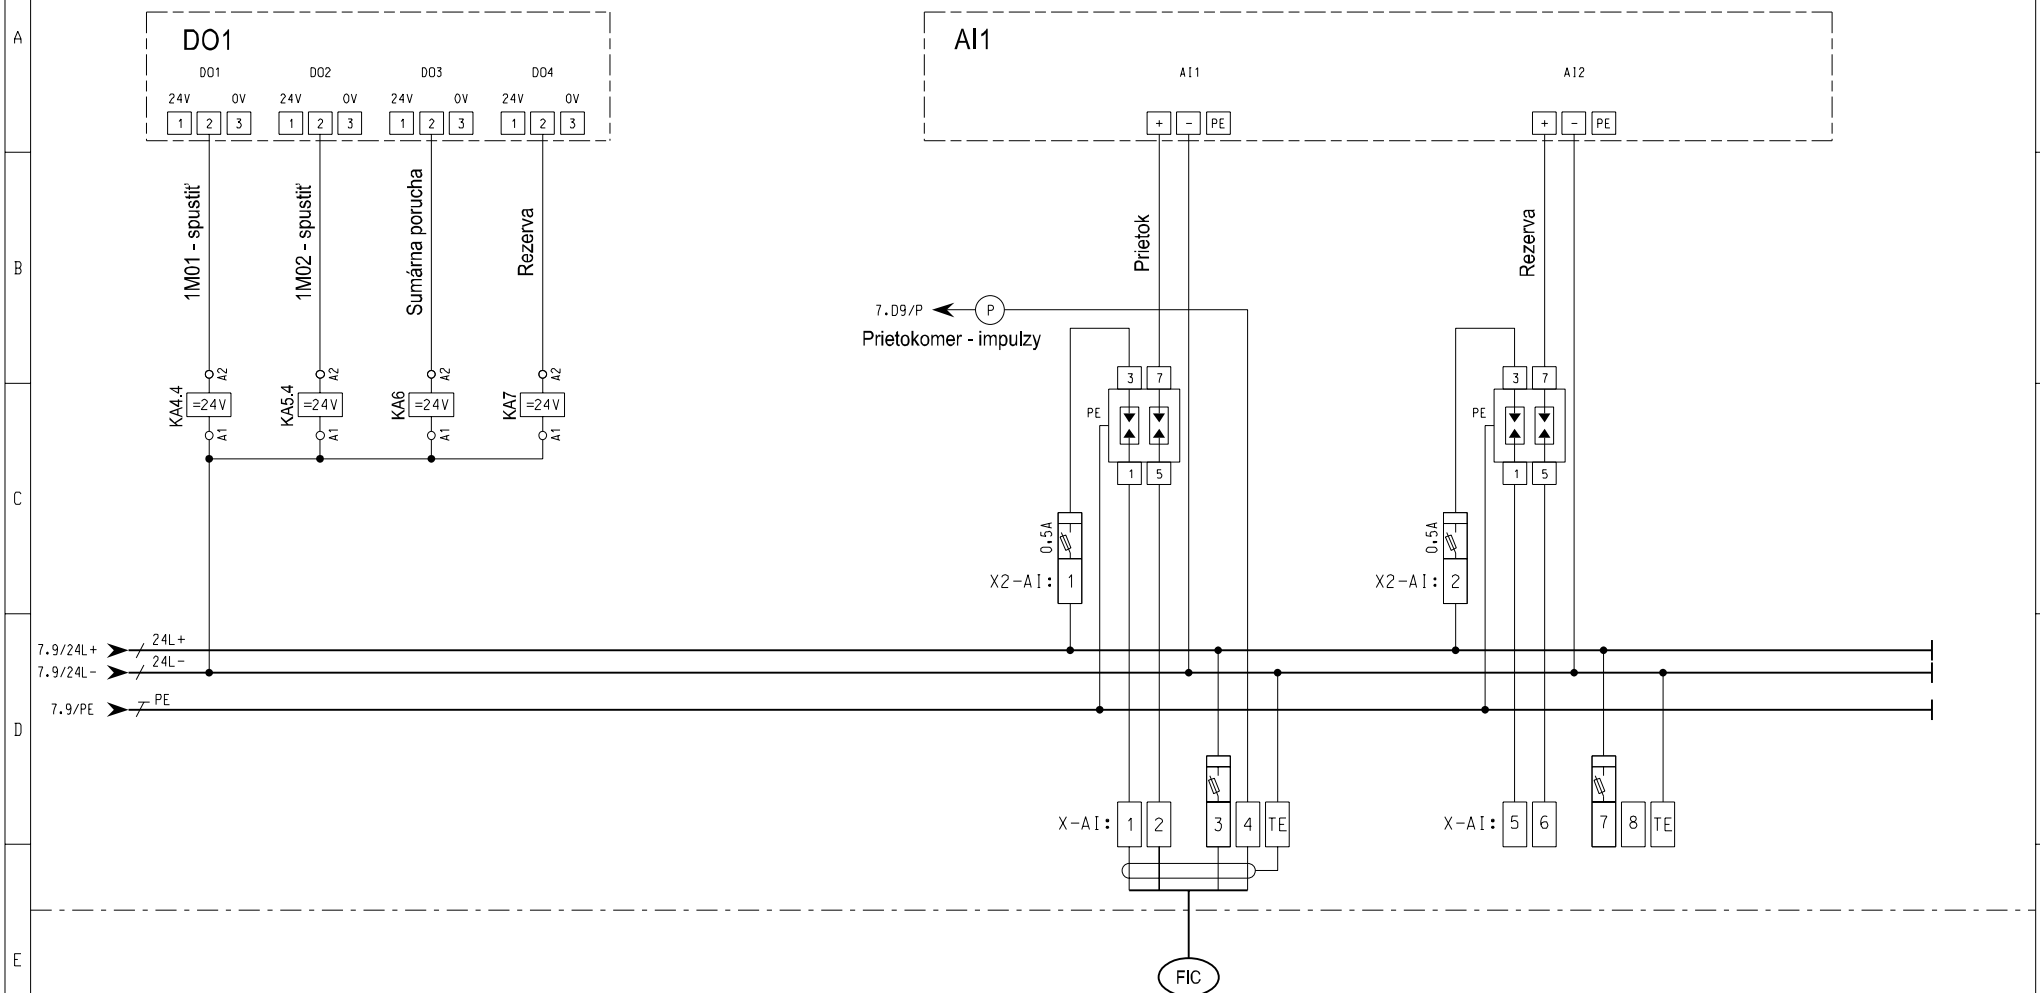 A
DO1
AI1
DO1 DO2 DO3 DO4
AI1 AI2
24V 0V 24V 0V 24V 0V 24V 0V
1 2 3 1 2 3 1 2 3 1 2 3
+ - PE + - PE
B
1M01 - spustiť
1M02 - spustiť
Sumárna porucha
Rezerva
Prietok
Rezerva
7.D9/P P
Prietokomer - impulzy
A2 A2 A2 A2
3 7 3 7
KA4.4 =24V KA5.4 =24V KA6 =24V KA7 =24V
PE PE
A1 A1 A1 A1
1 5 1 5
C
0.5A 0.5A
X2-AI: 1 X2-AI: 2
7.9/24L+ 24L+
7.9/24L- 24L-
7.9/PE PE
D
X-AI: 1 2 3 4 TE X-AI: 5 6 7 8 TE
E
FIC